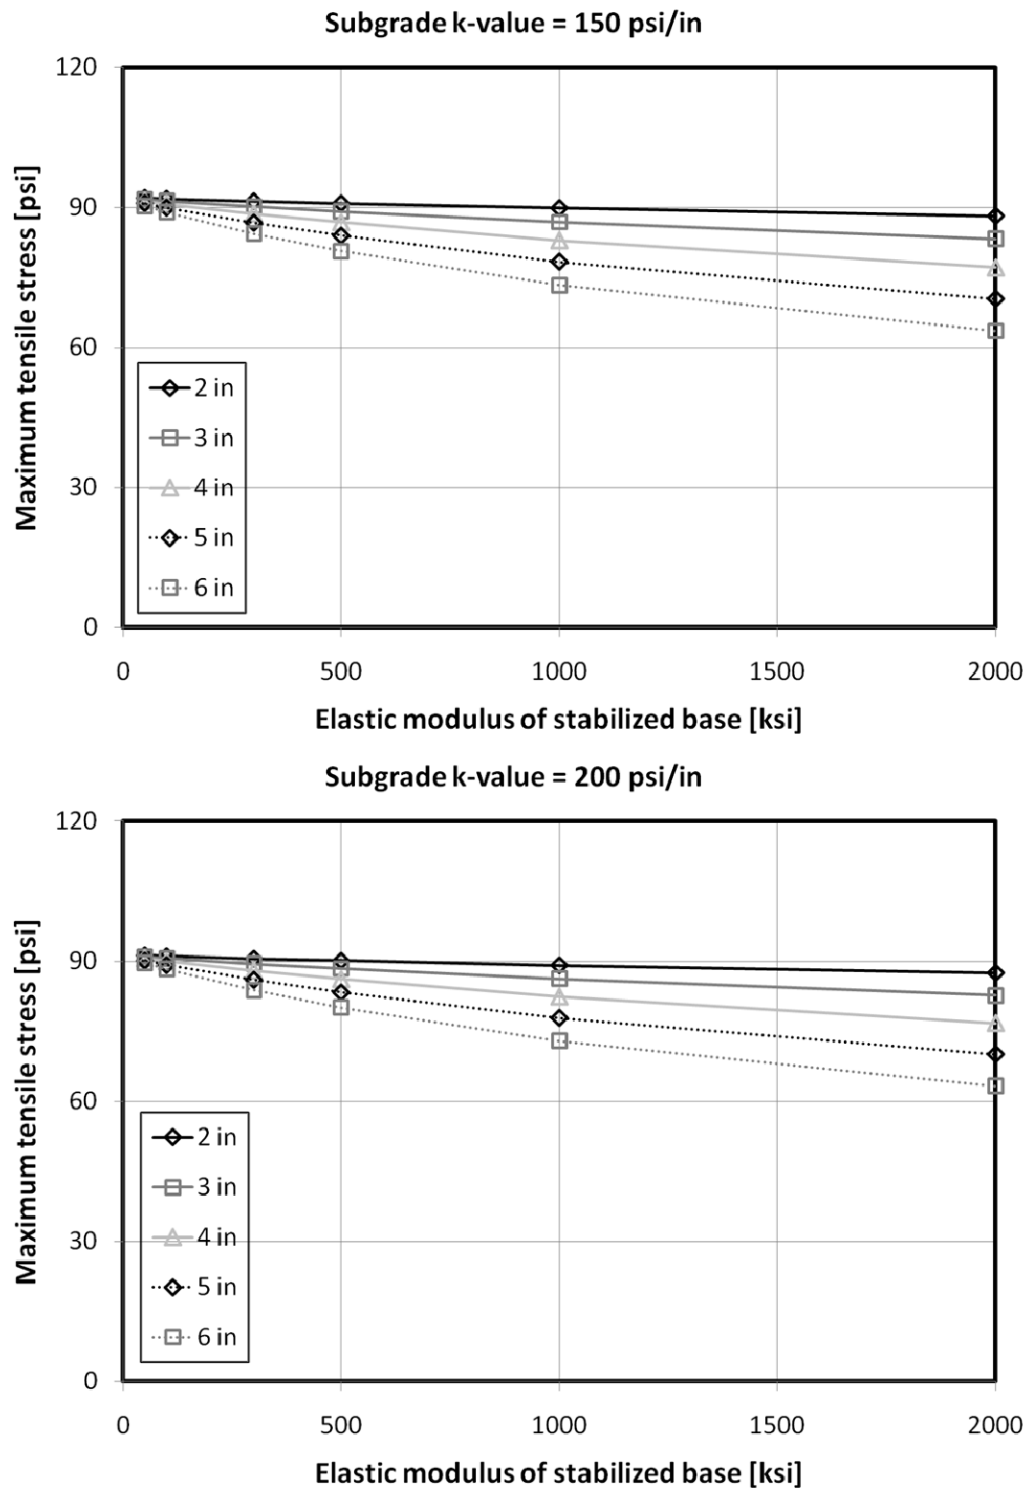 Subgrade k-value = 150 psi/in
120
90
60
30
0
Maximum tensile stress [psi]
2 in
3 in
4 in
5 in
6 in
0 500 1000 1500 2000
Elastic modulus of stabilized base [ksi]
Subgrade k-value = 200 psi/in
120
90
60
30
0
Maximum tensile stress [psi]
2 in
3 in
4 in
5 in
6 in
0 500 1000 1500 2000
Elastic modulus of stabilized base [ksi]